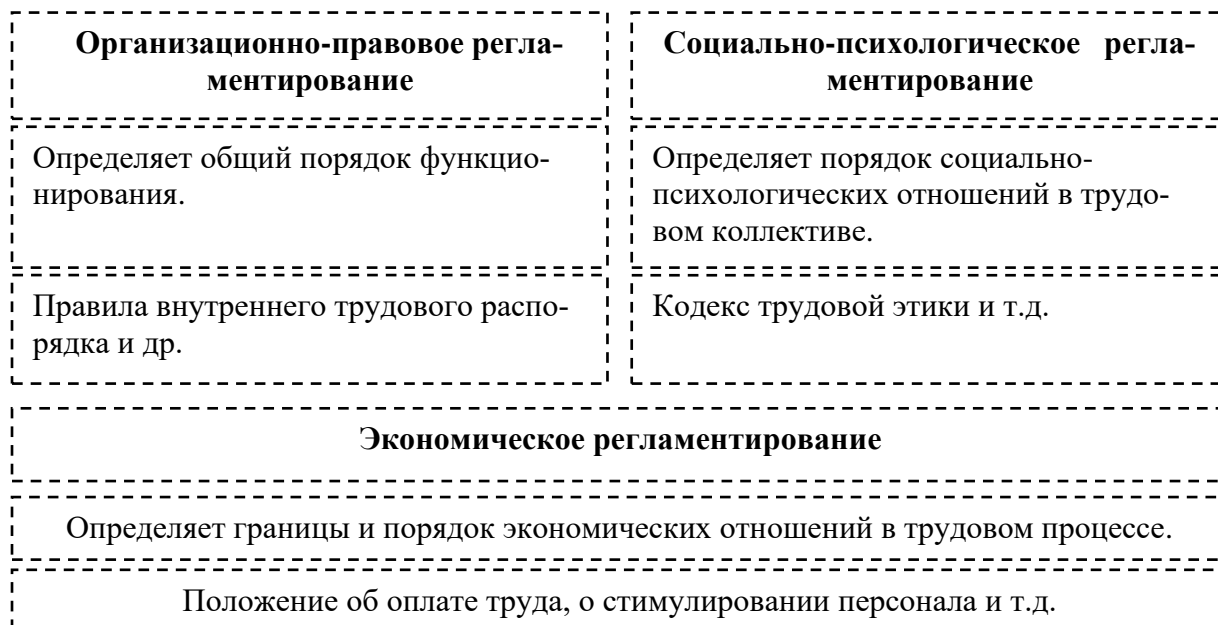 Организационно-правовое регла-
ментирование
Определяет общий порядок функцио-
нирования.
Правила внутреннего трудового распо-
рядка и др.
Социально-психологическое регла-
ментирование
Определяет порядок социально-
психологических отношений в трудо-
вом коллективе.
Кодекс трудовой этики и т.д.
Экономическое регламентирование
Определяет границы и порядок экономических отношений в трудовом процессе.
Положение об оплате труда, о стимулировании персонала и т.д.